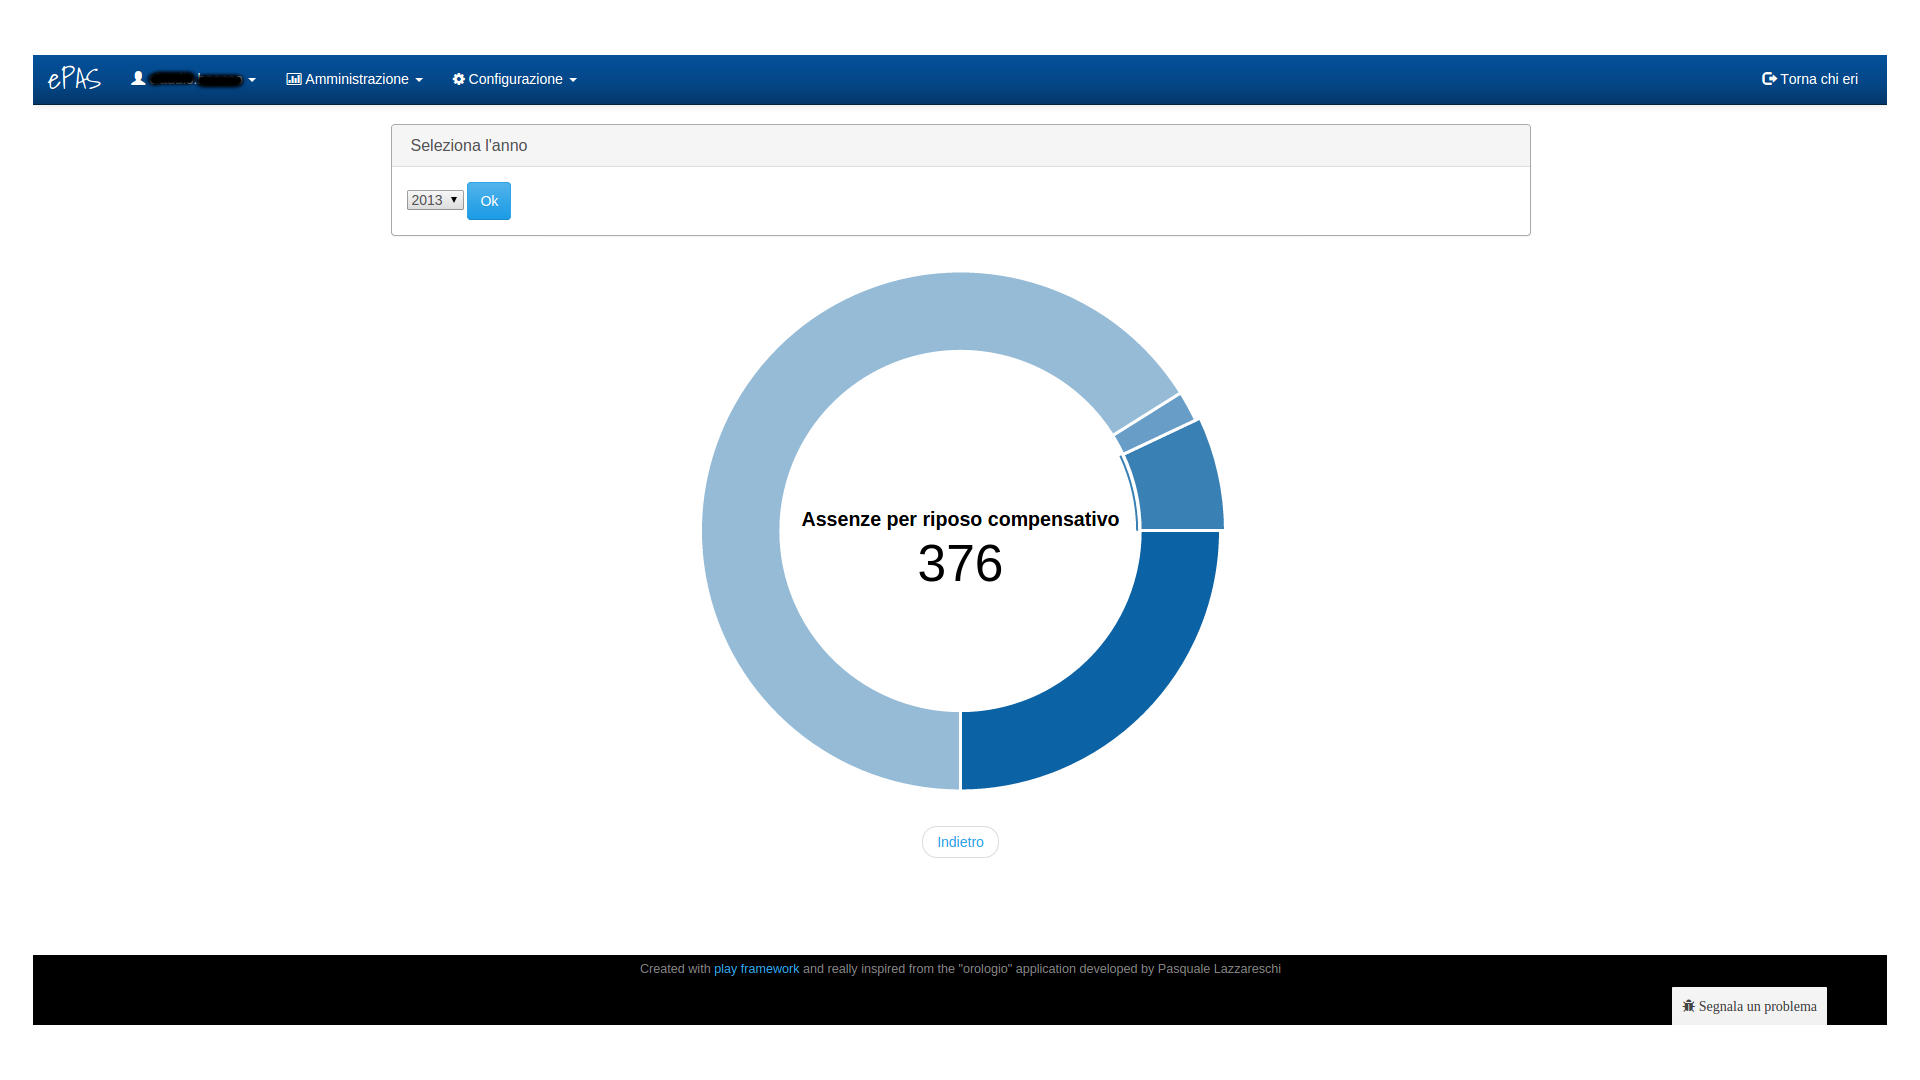 ePAS
Amministrazione
Configurazione
Torna chi eri
Seleziona l'anno
2013
Ok
Assenze per riposo compensativo
376
Indietro
Created with play framework and really inspired from the "orologio" application developed by Pasquale Lazzareschi
Segnala un problema